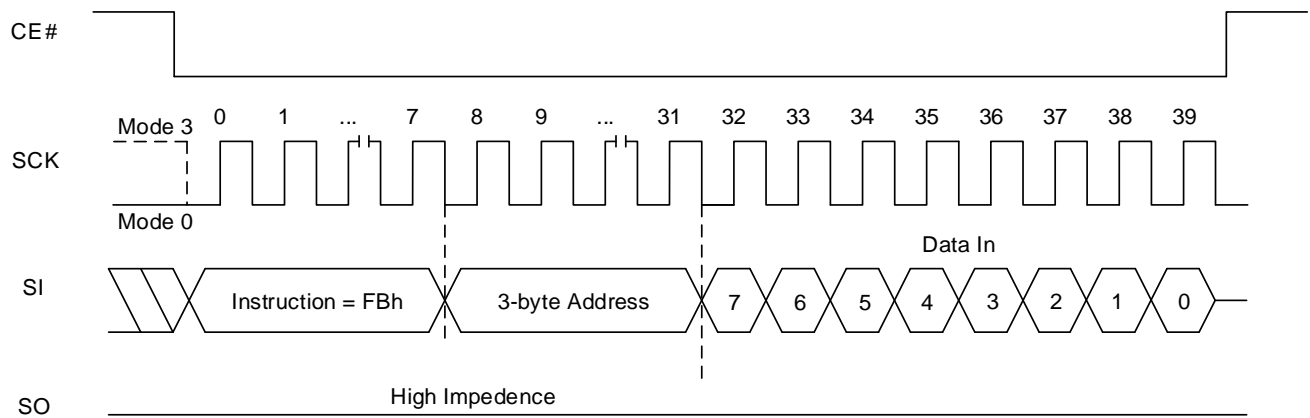 CE#
0 1 ... 7 8 9 ... 31 32 33 34 35 36 37 38 39
Mode 3
SCK
Mode 0
Data In
SI
Instruction = FBh 3-byte Address 7 6 5 4 3 2 1 0
High Impedence
SO